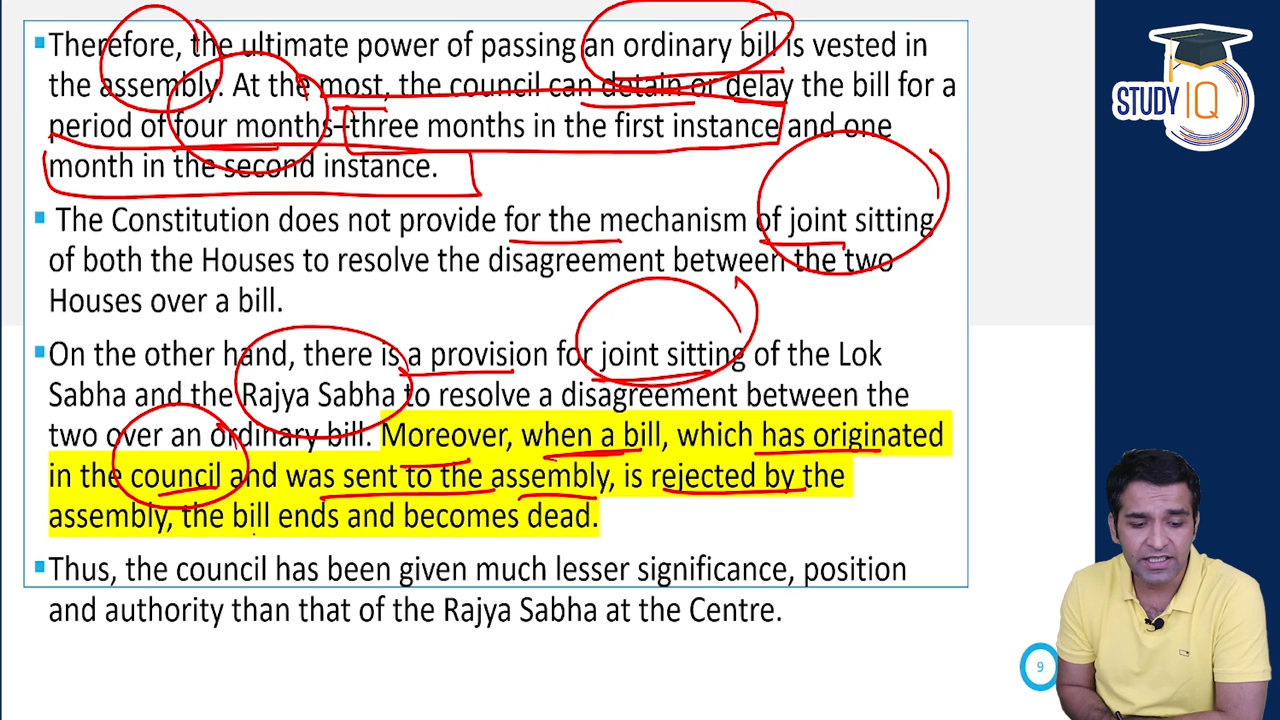 ▪Therefore, the ultimate power of passing an ordinary bill is vested in
the assembly. At the most, the council can detain or delay the bill for a
period of four months–three months in the first instance and one
month in the second instance.
▪ The Constitution does not provide for the mechanism of joint sitting
of both the Houses to resolve the disagreement between the two
Houses over a bill.
▪On the other hand, there is a provision for joint sitting of the Lok
Sabha and the Rajya Sabha to resolve a disagreement between the
two over an ordinary bill. Moreover, when a bill, which has originated
in the council and was sent to the assembly, is rejected by the
assembly, the bill ends and becomes dead.
▪Thus, the council has been given much lesser significance, position
and authority than that of the Rajya Sabha at the Centre.
STUDY IQ
9